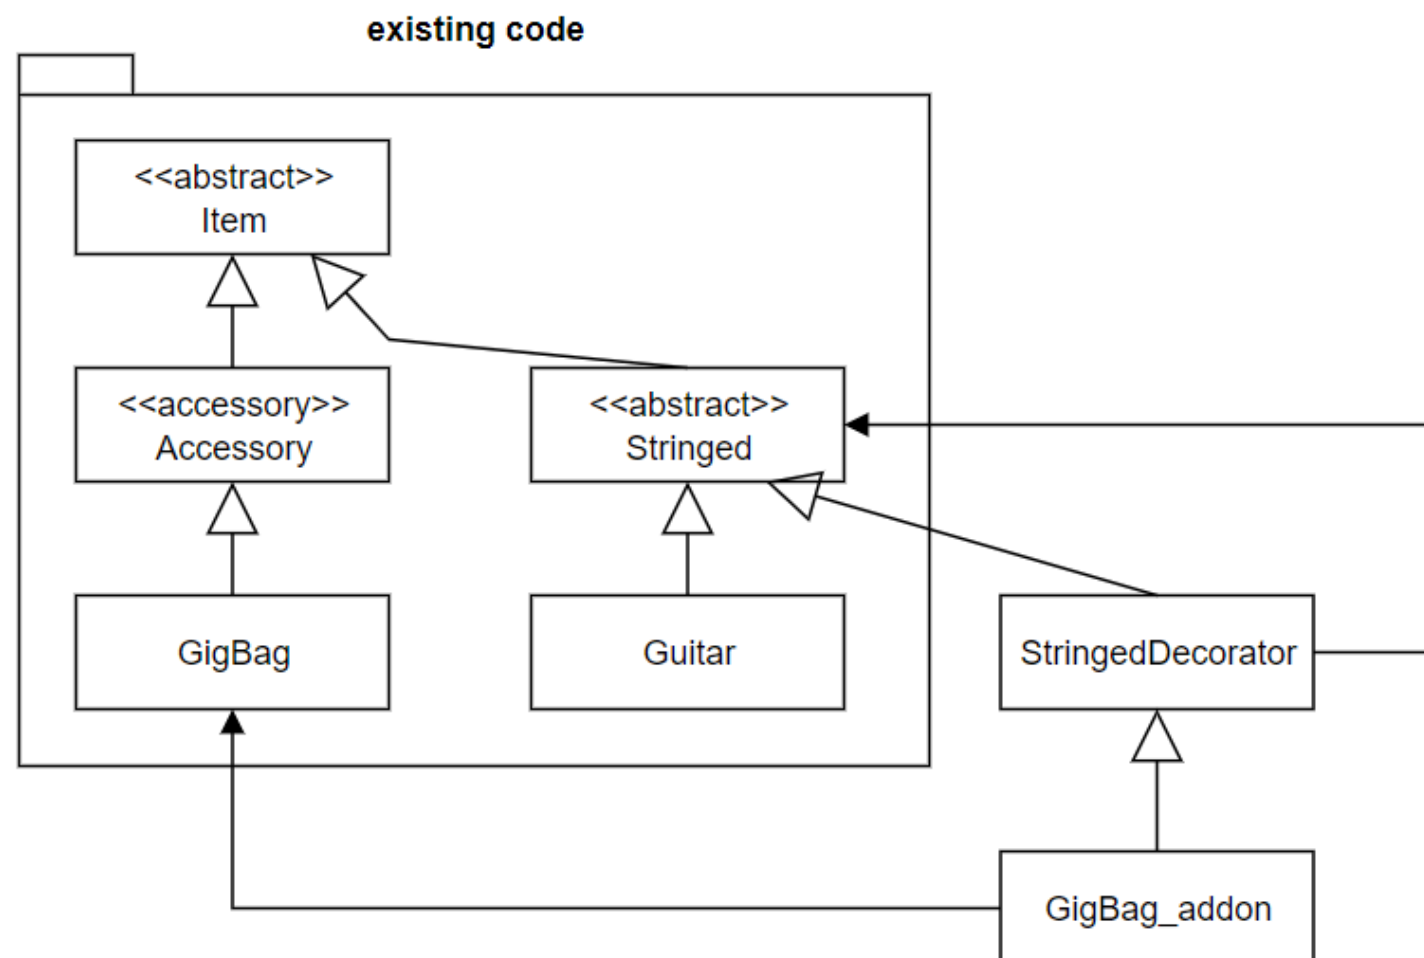 existing code
<<abstract>>
Item
<<accessory>>
Accessory
<<abstract>>
Stringed
GigBag
Guitar
StringedDecorator
GigBag_addon